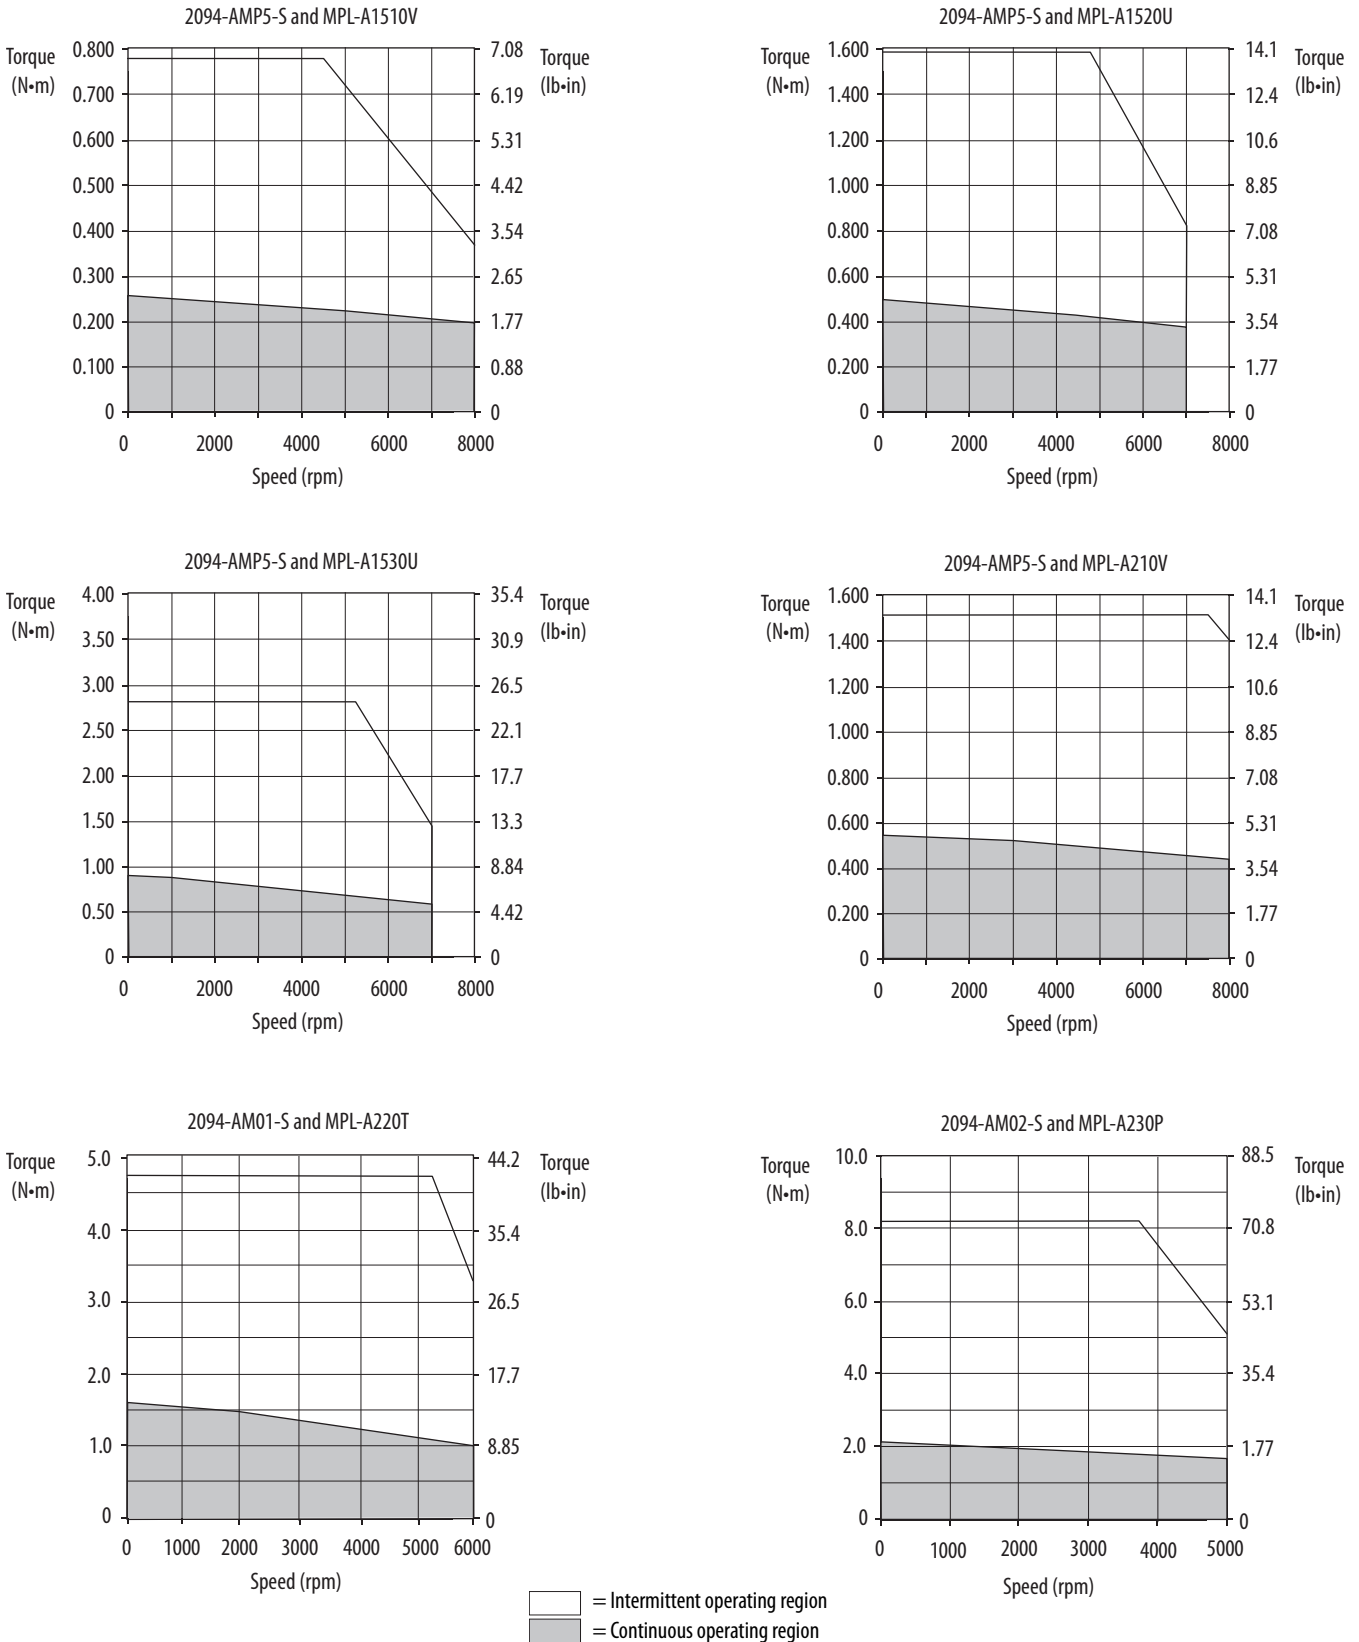 2094-AMP5-S and MPL-A1510V
Torque
(N•m)
0.800
0.700
0.600
0.500
0.400
0.300
0.200
0.100
0
7.08
6.19
5.31
4.42
3.54
2.65
1.77
0.88
0
Torque
(lb•in)
0 2000 4000 6000 8000
Speed (rpm)
2094-AMP5-S and MPL-A1520U
Torque
(N•m)
1.600
1.400
1.200
1.000
0.800
0.600
0.400
0.200
0
14.1
12.4
10.6
8.85
7.08
5.31
3.54
1.77
0
Torque
(lb•in)
0 2000 4000 6000 8000
Speed (rpm)
2094-AMP5-S and MPL-A1530U
Torque
(N•m)
4.00
3.50
3.00
2.50
2.00
1.50
1.00
0.50
0
35.4
30.9
26.5
22.1
17.7
13.3
8.84
4.42
0
Torque
(lb•in)
0 2000 4000 6000 8000
Speed (rpm)
2094-AMP5-S and MPL-A210V
Torque
(N•m)
1.600
1.400
1.200
1.000
0.800
0.600
0.400
0.200
0
14.1
12.4
10.6
8.85
7.08
5.31
3.54
1.77
0
Torque
(lb•in)
0 2000 4000 6000 8000
Speed (rpm)
2094-AM01-S and MPL-A220T
Torque
(N•m)
5.0
4.0
3.0
2.0
1.0
0
44.2
35.4
26.5
17.7
8.85
0
Torque
(lb•in)
0 1000 2000 3000 4000 5000 6000
Speed (rpm)
2094-AM02-S and MPL-A230P
Torque
(N•m)
10.0
8.0
6.0
4.0
2.0
0
88.5
70.8
53.1
35.4
1.77
0
Torque
(lb•in)
0 1000 2000 3000 4000 5000
Speed (rpm)
= Intermittent operating region
= Continuous operating region